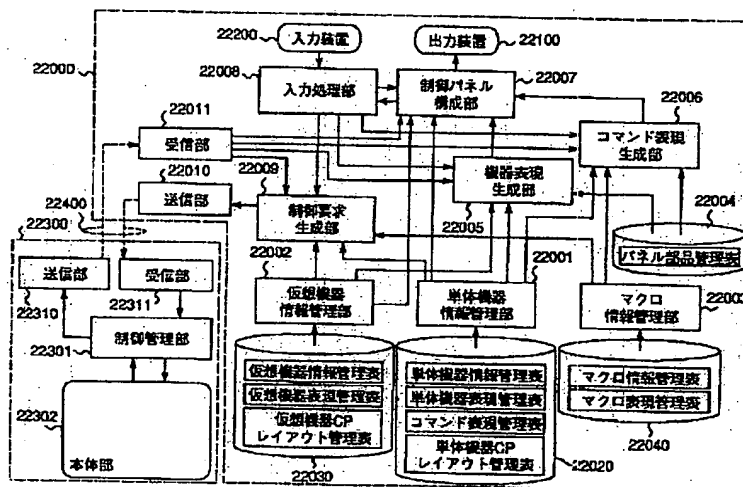 22200
入力装置
出力装置
22100
22000
22008
入力処理部
制御パネル
構成部
22007
22006
22011
受信部
コマンド表現
生成部
22010
送信部
22009
機器表現
生成部
22004
22400
22300
制御要求
生成部
22005
パネル部品管理表
送信部
受信部
22002
22001
22003
22310
22311
仮想機器
情報管理部
単体機器
情報管理部
マクロ
情報管理部
22301
制御管理部
22302
本体部
仮想機器情報管理表
仮想機器表現管理表
仮想機器CP
レイアウト管理表
22030
単体機器情報管理表
単体機器表現管理表
コマンド表現管理表
単体機器CP
レイアウト管理表
22020
マクロ情報管理表
マクロ表現管理表
22040